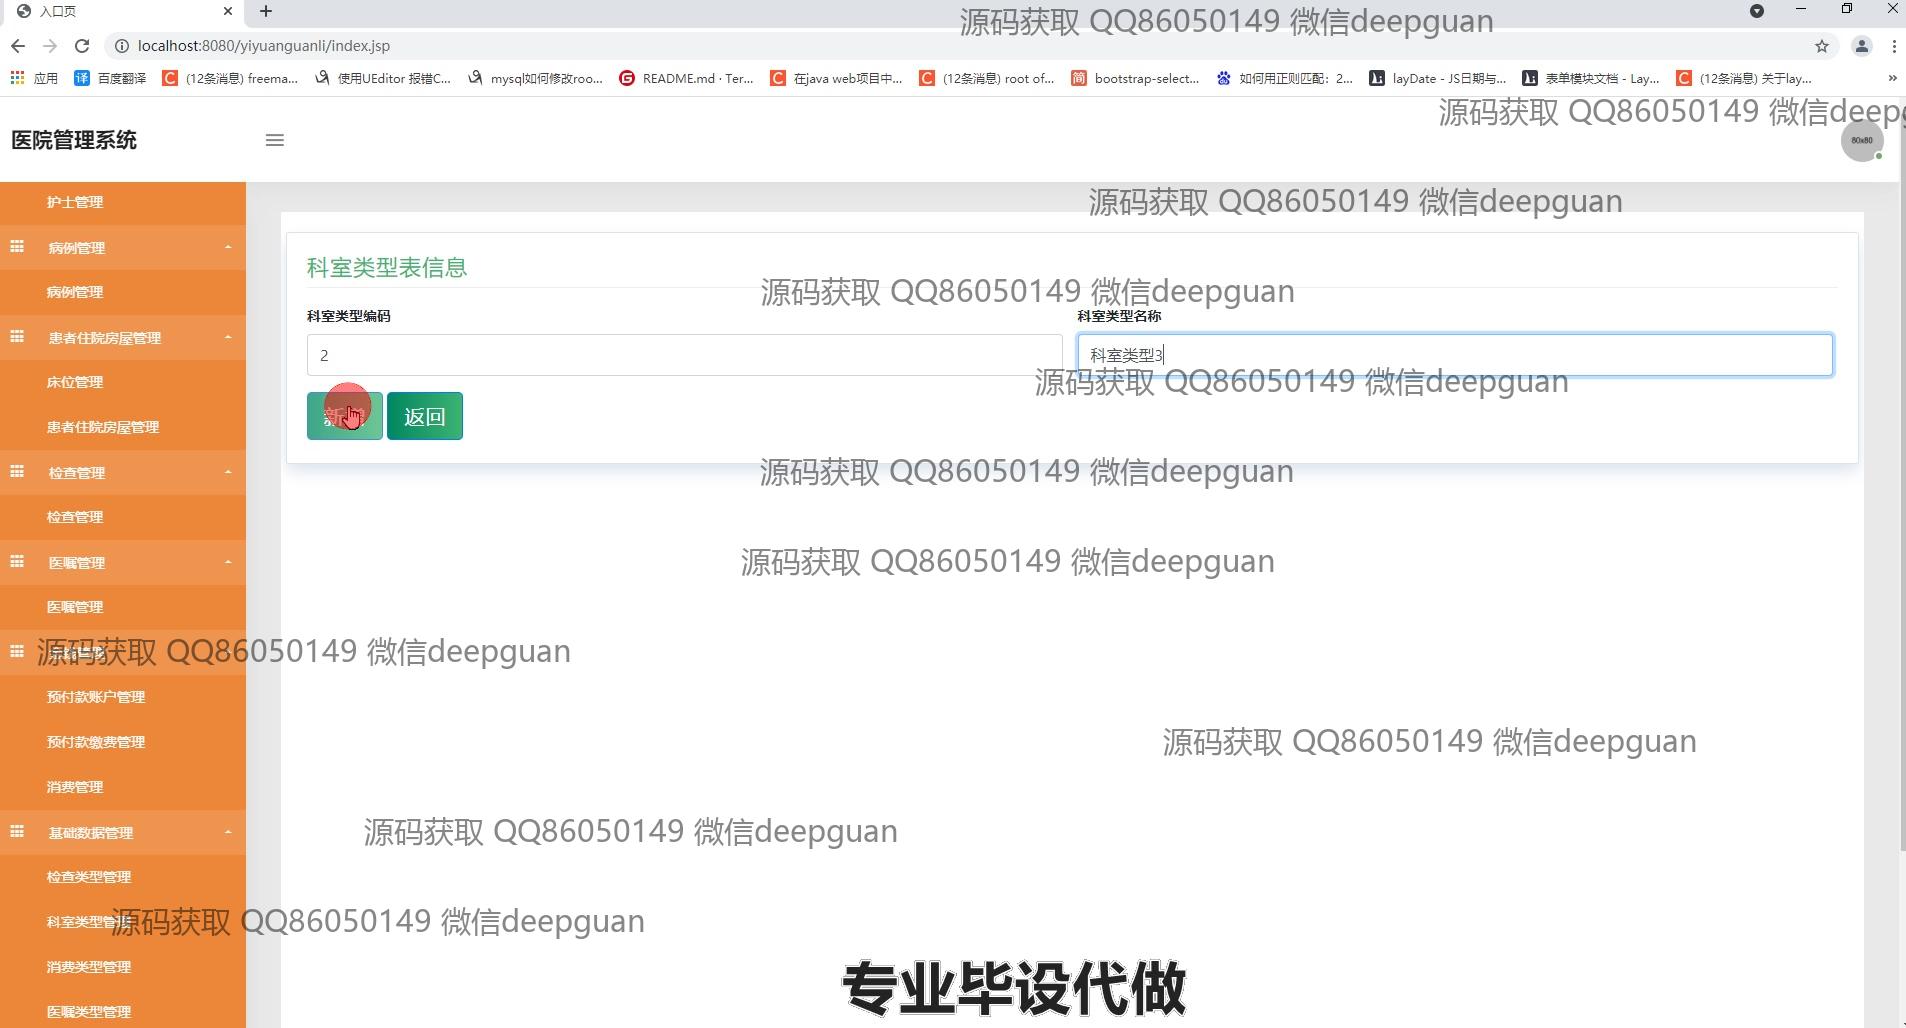 入口页
源码获取 QQ86050149 微信deepguan
localhost:8080/yiyuanguanli/index.jsp
应用 百度翻译 (12条消息) freema... 使用UEditor 报错C... mysql如何修改roo... README.md · Ter... 在java web项目中... (12条消息) root of... bootstrap-select... 如何用正则匹配：2... layDate - JS日期与... 表单模块文档 - Lay... (12条消息) 关于lay... »
源码获取 QQ86050149 微信deepg
医院管理系统
80x80
护士管理
源码获取 QQ86050149 微信deepguan
病例管理
科室类型表信息
病例管理
源码获取 QQ86050149 微信deepguan
科室类型编码 科室类型名称
患者住院房屋管理
2 科室类型3
床位管理
源码获取 QQ86050149 微信deepguan
返回
患者住院房屋管理
检查管理
源码获取 QQ86050149 微信deepguan
检查管理
医嘱管理
源码获取 QQ86050149 微信deepguan
医嘱管理
源码获取 QQ86050149 微信deepguan
预付款账户管理
预付款缴费管理
源码获取 QQ86050149 微信deepguan
消费管理
基础数据管理
源码获取 QQ86050149 微信deepguan
检查类型管理
科室类型管理
源码获取 QQ86050149 微信deepguan
消费类型管理
专业毕设代做
医嘱类型管理